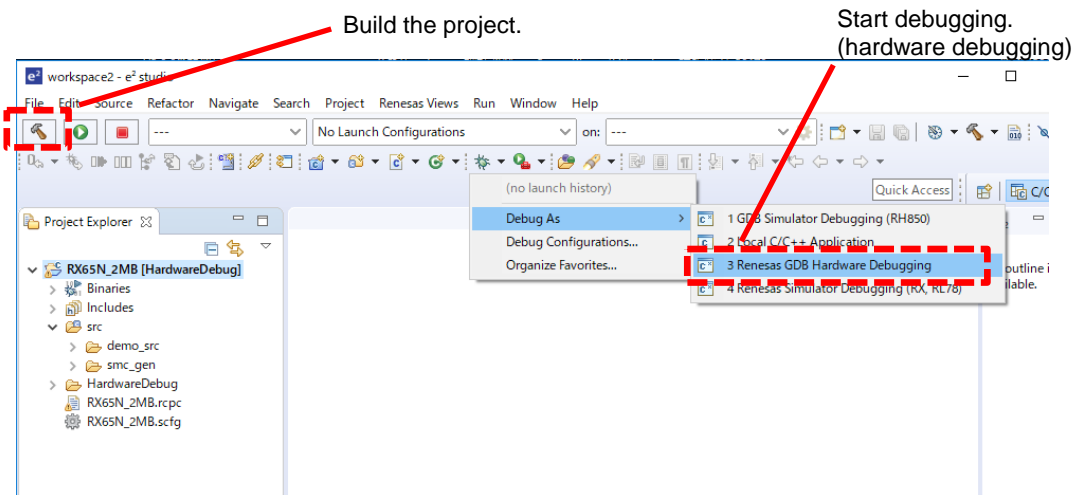 Build the project.
Start debugging.
(hardware debugging)
e² workspace2 - e² studio
File Edit Source Refactor Navigate Search Project Renesas Views Run Window Help
--- No Launch Configurations on: ---
(no launch history)
Quick Access C/C
Project Explorer
Debug As 1 GDB Simulator Debugging (RH850)
Debug Configurations... 2 Local C/C++ Application
Organize Favorites... 3 Renesas GDB Hardware Debugging
4 Renesas Simulator Debugging (RX, RL78)
outline i
ilable.
RX65N_2MB [HardwareDebug]
Binaries
Includes
src
demo_src
smc_gen
HardwareDebug
RX65N_2MB.rcpc
RX65N_2MB.scfg